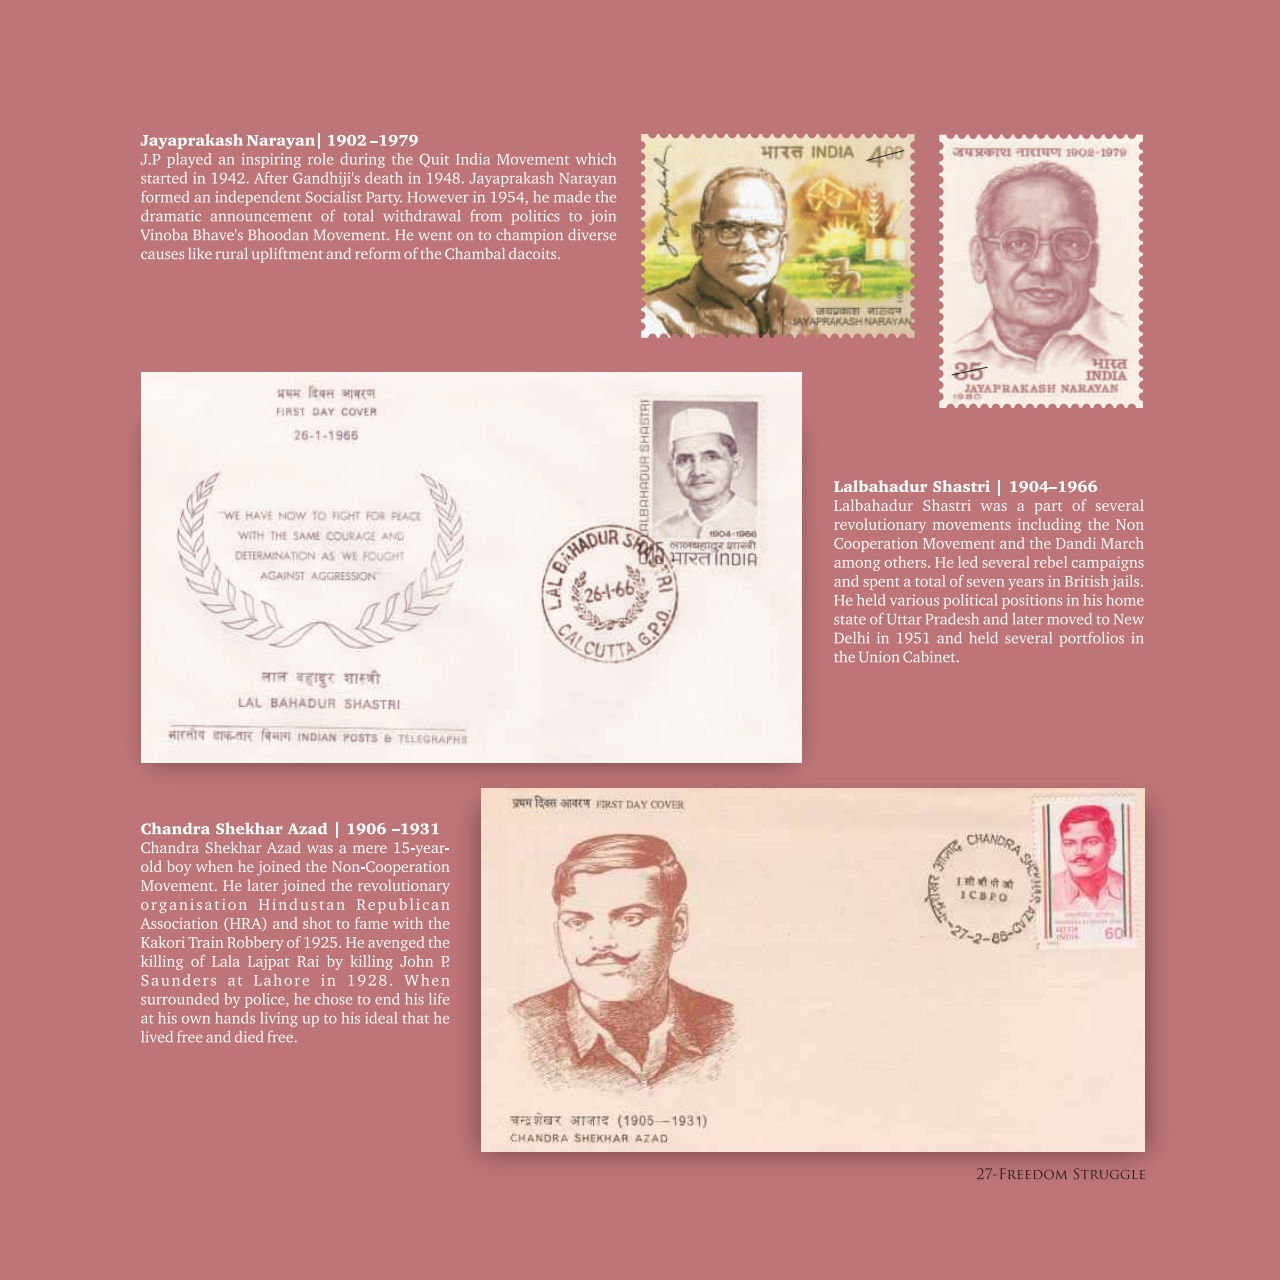 Jayaprakash Narayan| 1902 –1979
J.P played an inspiring role during the Quit India Movement which
started in 1942. After Gandhiji's death in 1948. Jayaprakash Narayan
formed an independent Socialist Party. However in 1954, he made the
dramatic announcement of total withdrawal from politics to join
Vinoba Bhave's Bhoodan Movement. He went on to champion diverse
causes like rural upliftment and reform of the Chambal dacoits.
भारत INDIA 400
जयप्रकाश नारायण
JAYAPRAKASH NARAYAN
जयप्रकाश नारायण 1902-1979
35
भारत
INDIA
JAYAPRAKASH NARAYAN
1980
प्रथम दिवस आवरण
FIRST DAY COVER
26-1-1966
"WE HAVE NOW TO FIGHT FOR PEACE
WITH THE SAME COURAGE AND
DETERMINATION AS WE FOUGHT
AGAINST AGGRESSION"
लाल बहादुर शास्त्री
LAL BAHADUR SHASTRI
भारतीय डाक-तार विभाग INDIAN POSTS & TELEGRAPHS
LALBAHADUR SHASTRI
1904-1966
लालबहादुर शास्त्री
भारत INDIA
LAL BAHADUR SHASTRI
26-1-66
CALCUTTA G.P.O.
Lalbahadur Shastri | 1904–1966
Lalbahadur Shastri was a part of several
revolutionary movements including the Non
Cooperation Movement and the Dandi March
among others. He led several rebel campaigns
and spent a total of seven years in British jails.
He held various political positions in his home
state of Uttar Pradesh and later moved to New
Delhi in 1951 and held several portfolios in
the Union Cabinet.
Chandra Shekhar Azad | 1906 –1931
Chandra Shekhar Azad was a mere 15-year-
old boy when he joined the Non-Cooperation
Movement. He later joined the revolutionary
organisation Hindustan Republican
Association (HRA) and shot to fame with the
Kakori Train Robbery of 1925. He avenged the
killing of Lala Lajpat Rai by killing John P.
Saunders at Lahore in 1928. When
surrounded by police, he chose to end his life
at his own hands living up to his ideal that he
lived free and died free.
प्रथम दिवस आवरण FIRST DAY COVER
चन्द्रशेखर आज़ाद CHANDRA SHEKHAR AZAD
1 सी बी पी ओ
1 CBPO
27-2-88
भारत
INDIA
60
चन्द्रशेखर आजाद (1905—1931)
CHANDRA SHEKHAR AZAD
27-Freedom Struggle